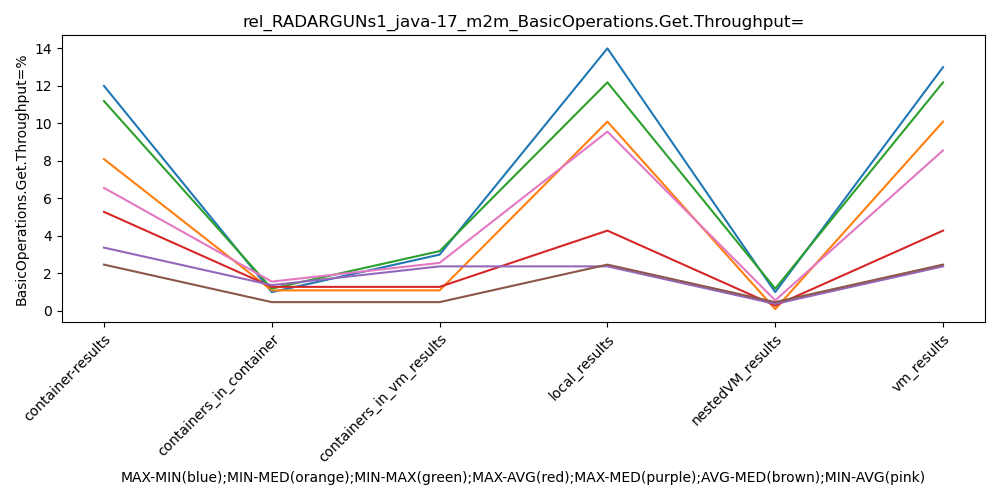 rel_RADARGUNs1_java-17_m2m_BasicOperations.Get.Throughput=
BasicOperations.Get.Throughput=%
14
12
10
8
6
4
2
0
container-results
containers_in_container
containers_in_vm_results
local_results
nestedVM_results
vm_results
MAX-MIN(blue);MIN-MED(orange);MIN-MAX(green);MAX-AVG(red);MAX-MED(purple);AVG-MED(brown);MIN-AVG(pink)